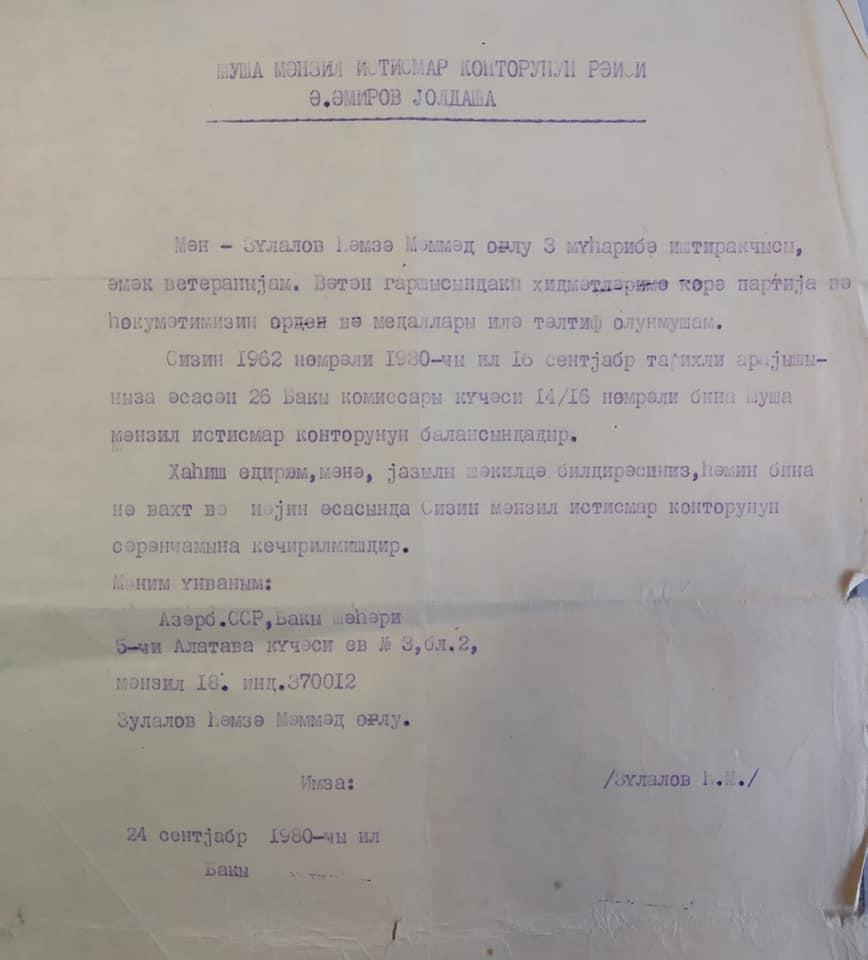 ШУША МӘНЗИЛ ИСТИСМАР КОНТОРУНУН РӘИСИ
Ә.ӘМИРОВ ЈОЛДАША
Мән - Зүлалов Һәмзә Мәммәд оғлу 3 мүһарибә иштиракчысы,
әмәк ветераныјам. Вәтән гаршысындакы хидмәтләримә көрә партија вә
һөкумәтимизин орден вә медаллары илә тәлтиф олунмушам.
Сизин 1962 нөмрәли 1980-чы ил 16 сентјабр тарихли арајышы-
ныза әсасән 26 Бакы комиссары күчәси 14/16 нөмрәли бина Шуша
мәнзил истисмар конторунун балансындадыр.
Хаһиш едирәм,мәнә, јазылы шәкилдә билдирәсиниз,һәмин бина
нә вахт вә нәјин әсасында Сизин мәнзил истисмар конторунун
сәрәнчамына кечирилмишдир.
Мәним үнваным:
Азәрб.ССР,Бакы шәһәри
5-чи Алатава күчәси ев № 3,бл.2,
мәнзил 18. инд.370012
Зулалов Һәмзә Мәммәд оғлу.
Имза: /Зүлалов Һ.М./
24 сентјабр 1980-чы ил
Бакы